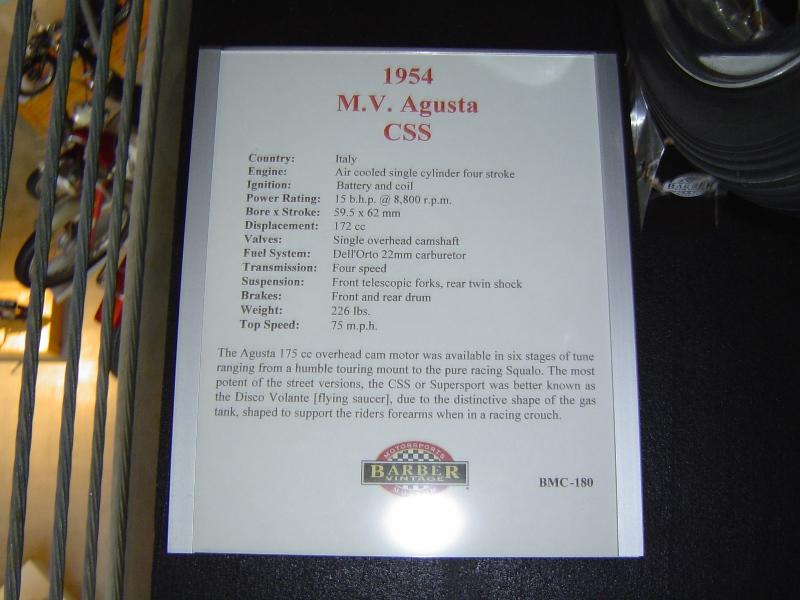 1954
M.V. Agusta
CSS
Country: Italy
Engine: Air cooled single cylinder four stroke
Ignition: Battery and coil
Power Rating: 15 b.h.p. @ 8,800 r.p.m.
Bore x Stroke: 59.5 x 62 mm
Displacement: 172 cc
Valves: Single overhead camshaft
Fuel System: Dell'Orto 22mm carburetor
Transmission: Four speed
Suspension: Front telescopic forks, rear twin shock
Brakes: Front and rear drum
Weight: 226 lbs.
Top Speed: 75 m.p.h.
The Agusta 175 cc overhead cam motor was available in six stages of tune
ranging from a humble touring mount to the pure racing Squalo. The most
potent of the street versions, the CSS or Supersport was better known as
the Disco Volante [flying saucer], due to the distinctive shape of the gas
tank, shaped to support the riders forearms when in a racing crouch.
MOTORSPORTS
BARBER
VINTAGE
BMC-180
BARBER